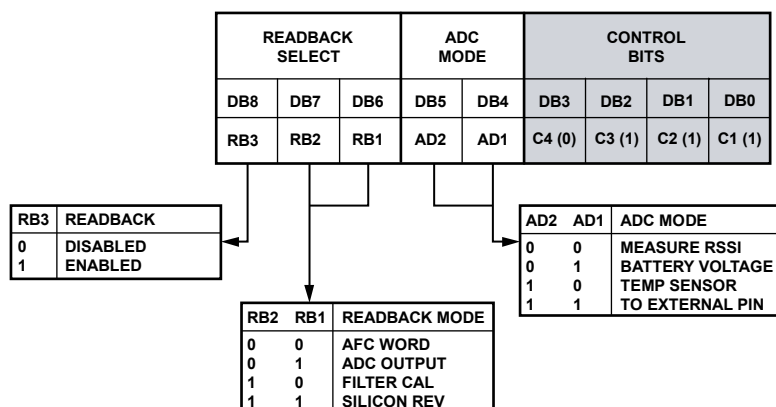 READBACK SELECT ADC MODE CONTROL BITS
DB8 DB7 DB6 DB5 DB4 DB3 DB2 DB1 DB0
RB3 RB2 RB1 AD2 AD1 C4 (0) C3 (1) C2 (1) C1 (1)
RB3 READBACK
0 DISABLED
1 ENABLED
RB2 RB1 READBACK MODE
0 0 AFC WORD
0 1 ADC OUTPUT
1 0 FILTER CAL
1 1 SILICON REV
AD2 AD1 ADC MODE
0 0 MEASURE RSSI
0 1 BATTERY VOLTAGE
1 0 TEMP SENSOR
1 1 TO EXTERNAL PIN